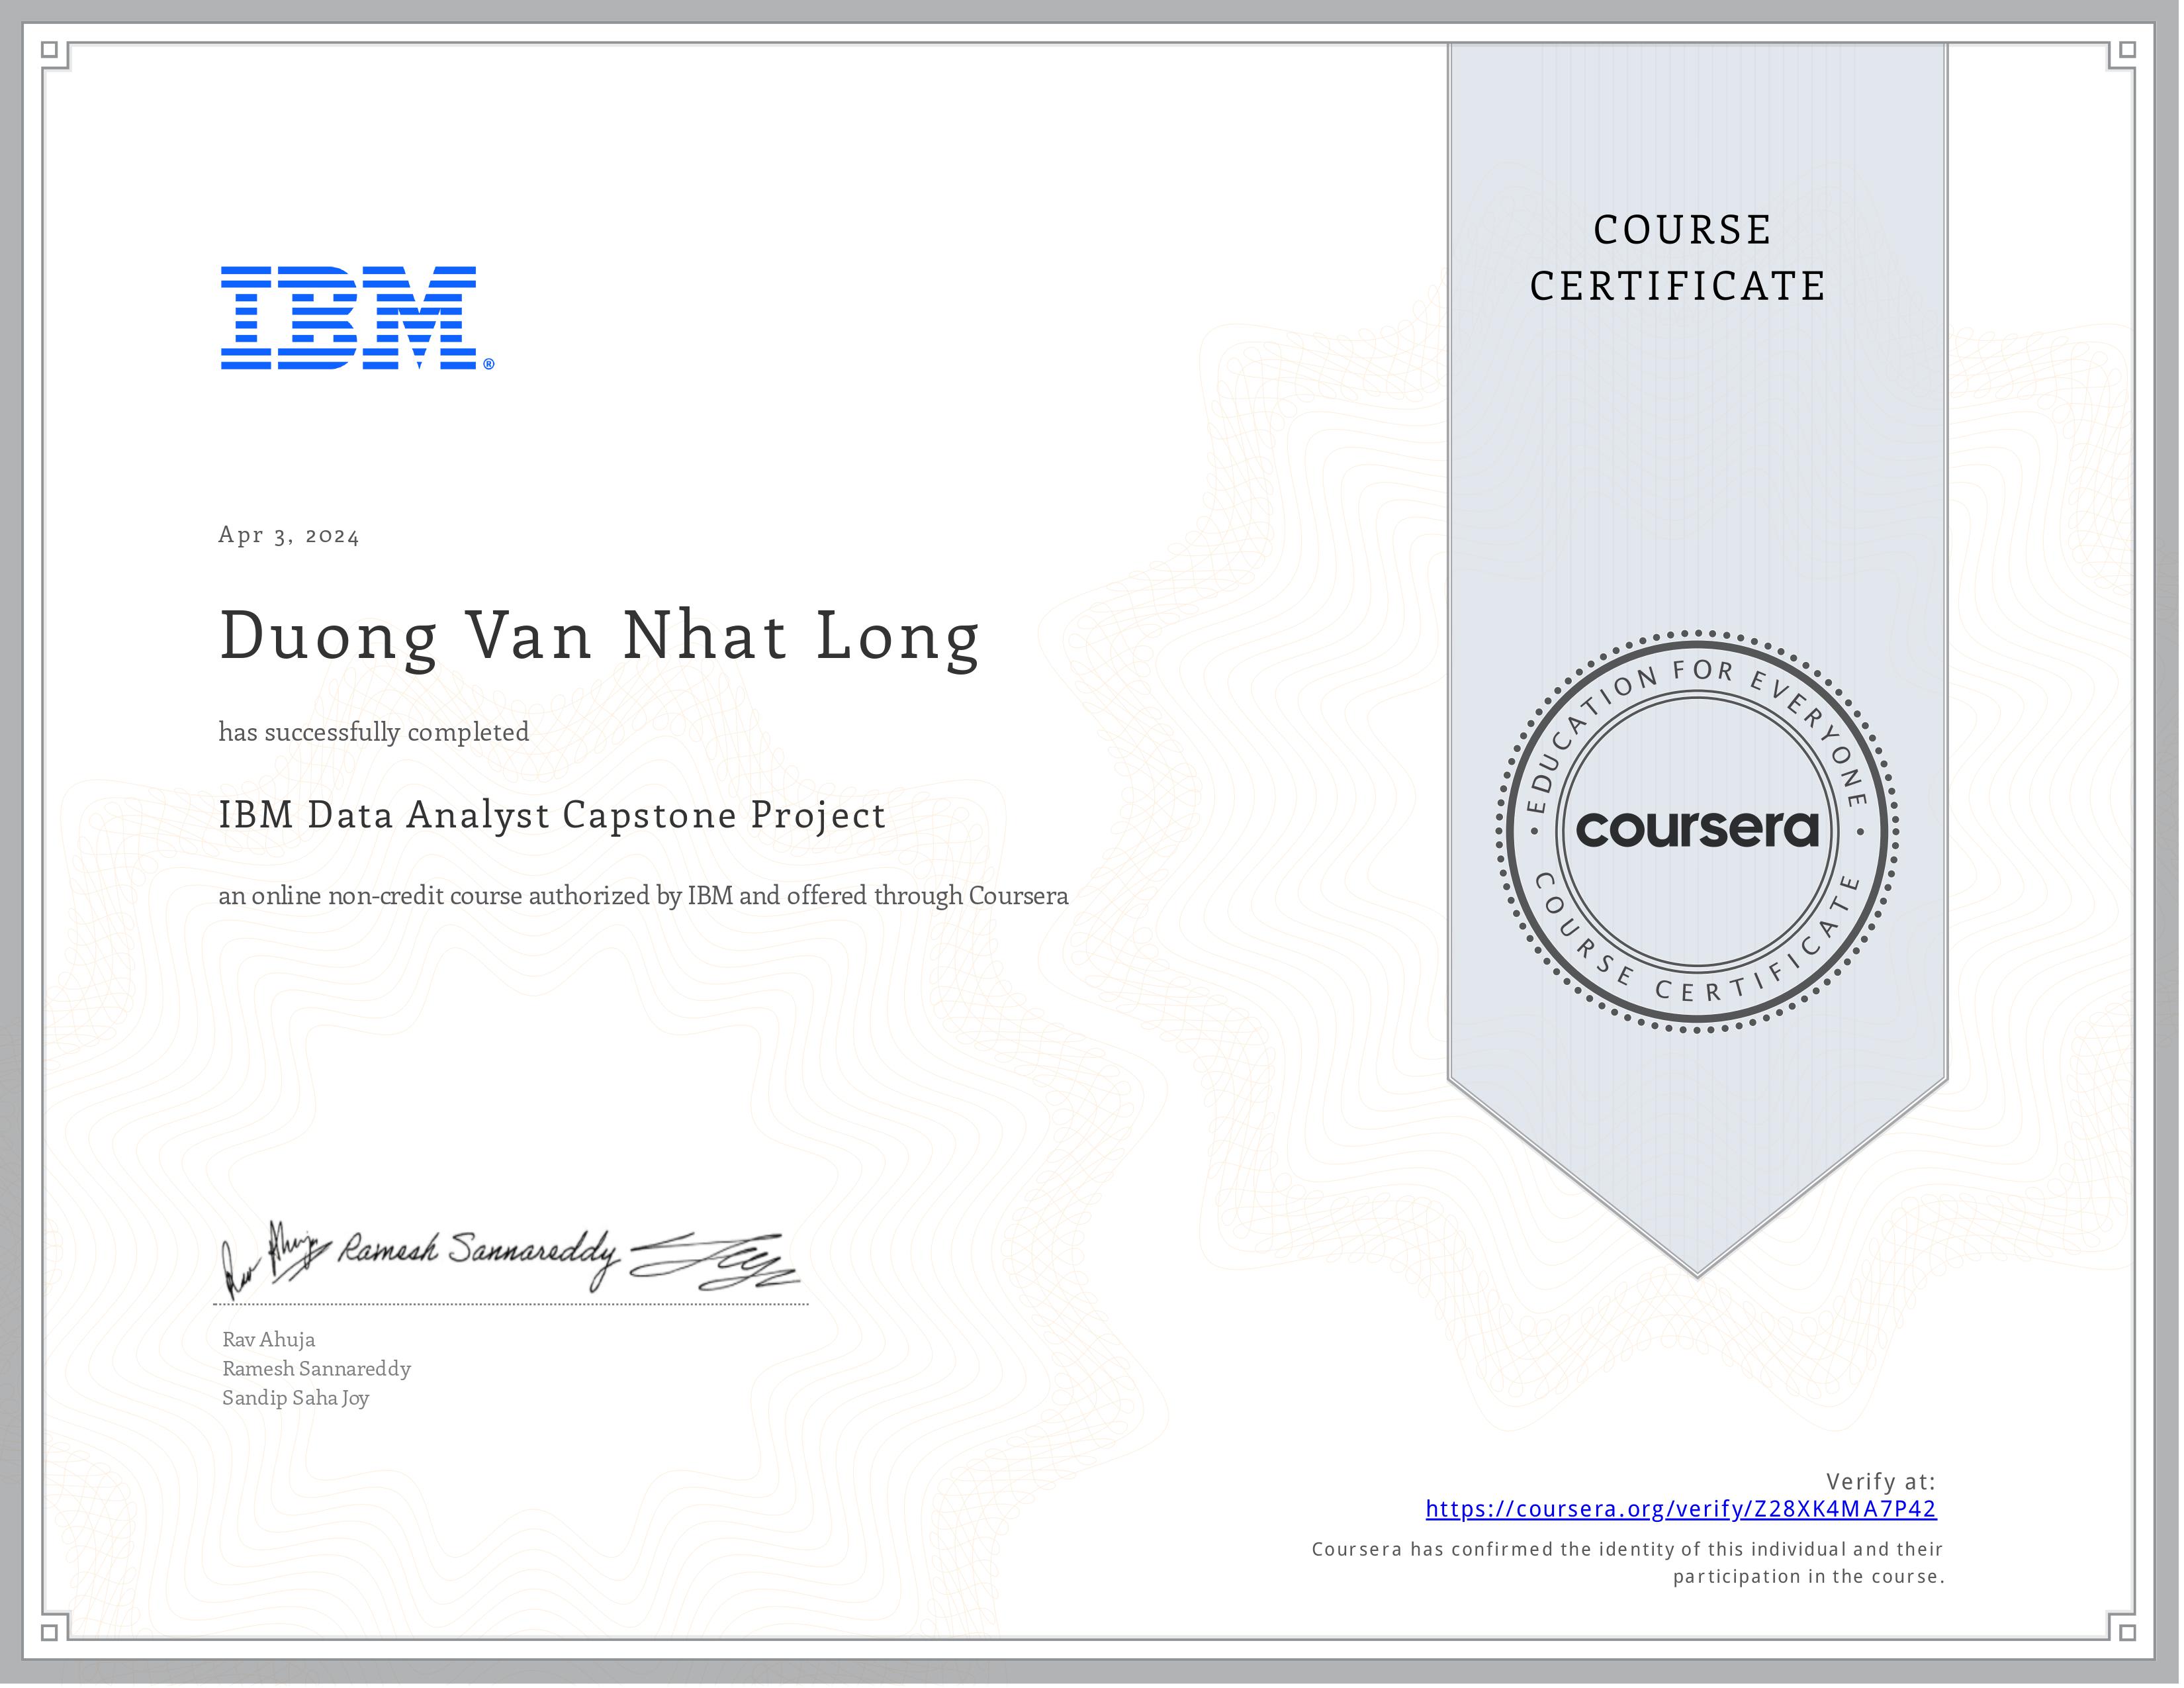 COURSE
CERTIFICATE
IBM®
Apr 3, 2024
Duong Van Nhat Long
has successfully completed
IBM Data Analyst Capstone Project
an online non-credit course authorized by IBM and offered through Coursera
EDUCATION FOR EVERYONE
coursera
COURSE CERTIFICATE
Rav Ahuja Ramesh Sannareddy Joy
Rav Ahuja
Ramesh Sannareddy
Sandip Saha Joy
Verify at:
https://coursera.org/verify/Z28XK4MA7P42
Coursera has confirmed the identity of this individual and their
participation in the course.